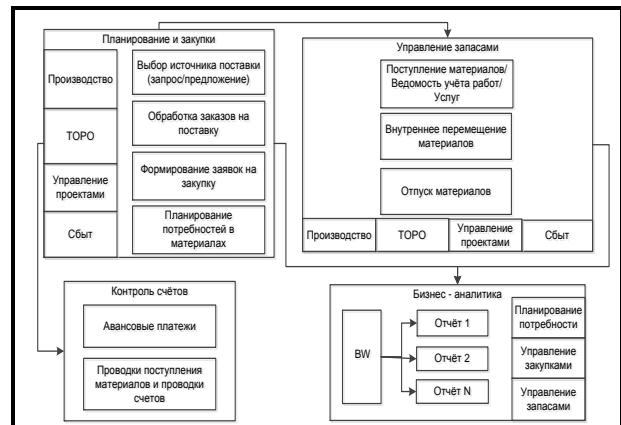 Планирование и закупки
Производство
ТОРО
Управление
проектами
Сбыт
Выбор источника поставки
(запрос/предложение)
Обработка заказов на
поставку
Формирование заявок на
закупку
Планирование
потребностей в
материалах
Управление запасами
Поступление материалов/
Ведомость учёта работ/
Услуг
Внутреннее перемещение
материалов
Отпуск материалов
Производство
ТОРО
Управление
проектами
Сбыт
Контроль счётов
Авансовые платежи
Проводки поступления
материалов и проводки
счетов
Бизнес - аналитика
BW
Отчёт 1
Отчёт 2
Отчёт N
Планирование
потребности
Управление
закупками
Управление
запасами